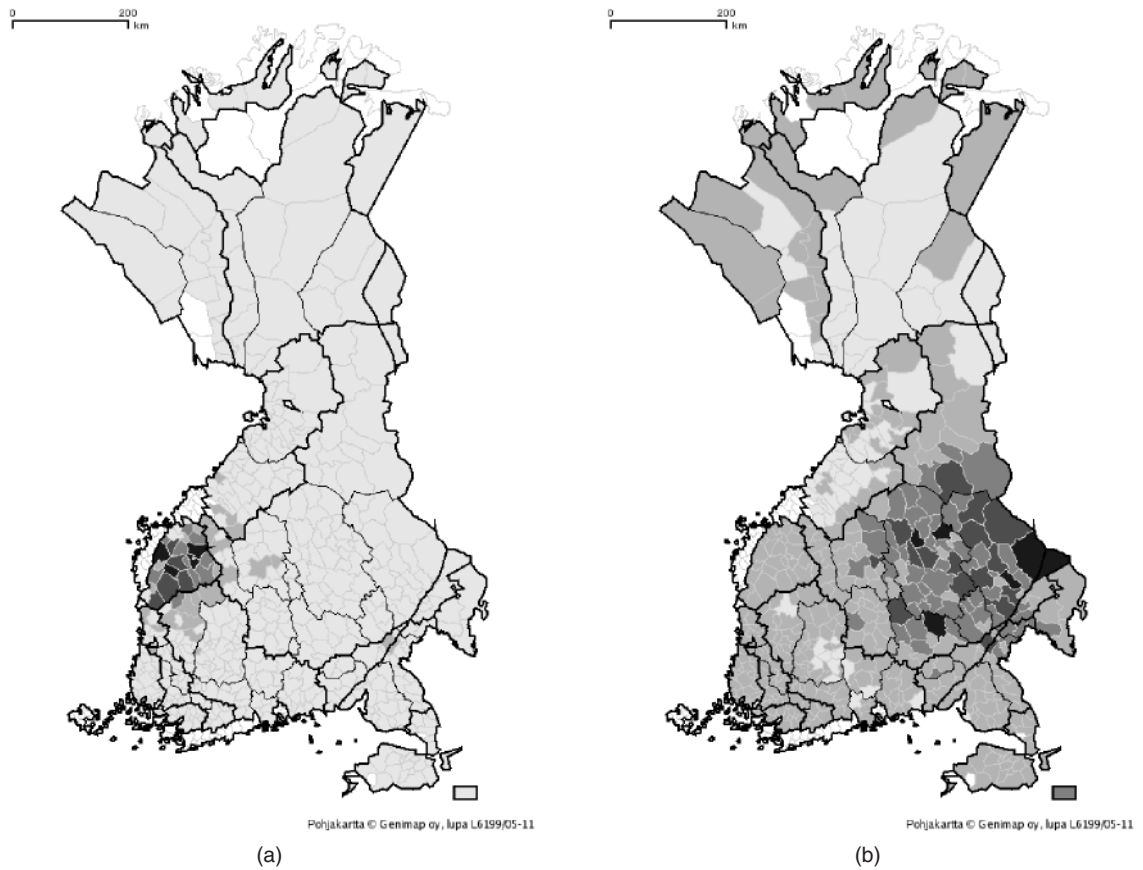 0 200
km
Pohjakartta © Genimap oy, lupa L6199/05-11
(a)
0 200
km
Pohjakartta © Genimap oy, lupa L6199/05-11
(b)